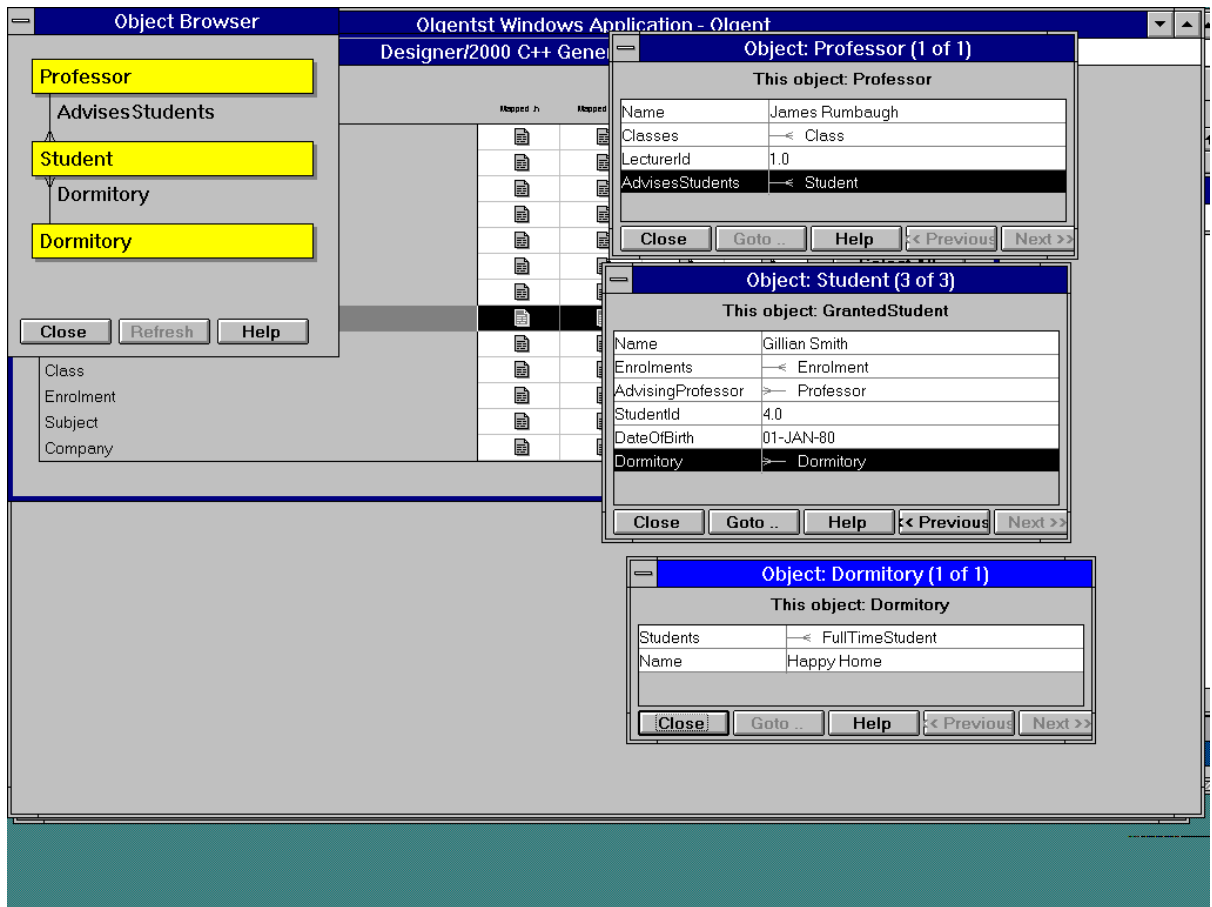 Object Browser
Professor
AdvisesStudents
Student
Dormitory
Dormitory
Close Refresh Help
Olgentst Windows Application - Olgent
Designer/2000 C++ Gene
Mapped .h Mapped
Class
Enrolment
Subject
Company
Object: Professor (1 of 1)
This object: Professor
Name James Rumbaugh
Classes Class
LecturerId 1.0
AdvisesStudents Student
Close Goto .. Help << Previous Next >>
Object: Student (3 of 3)
This object: GrantedStudent
Name Gillian Smith
Enrolments Enrolment
AdvisingProfessor Professor
StudentId 4.0
DateOfBirth 01-JAN-80
Dormitory Dormitory
Close Goto .. Help << Previous Next >>
Object: Dormitory (1 of 1)
This object: Dormitory
Students FullTimeStudent
Name Happy Home
Close Goto .. Help << Previous Next >>